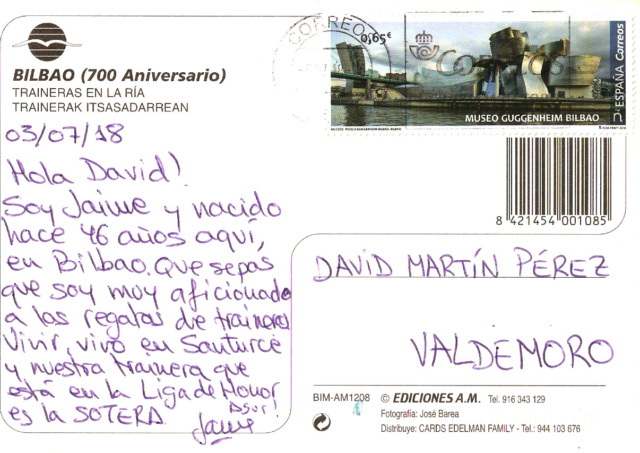 BILBAO (700 Aniversario)
TRAINERAS EN LA RÍA
TRAINERAK ITSASADARREAN
03/07/18
Hola David!
Soy Jaime y nacido
hace 46 años aquí,
en Bilbao. Que sepas
que soy muy aficionado
a las regatas de traineras
Vivir, vivo en Santurce
y nuestra trainera que
está en la Liga de Honor
es la SOTERA. Agur!
Jaime
CORREOS
0,65€
MUSEO GUGGENHEIM BILBAO
ESPAÑA Correos
8 421454 001085
DAVID MARTÍN PÉREZ
VALDEMORO
BIM-AM1208 © EDICIONES A.M. Tel. 916 343 129
Fotografía: José Barea
Distribuye: CARDS EDELMAN FAMILY - Tel.: 944 103 676